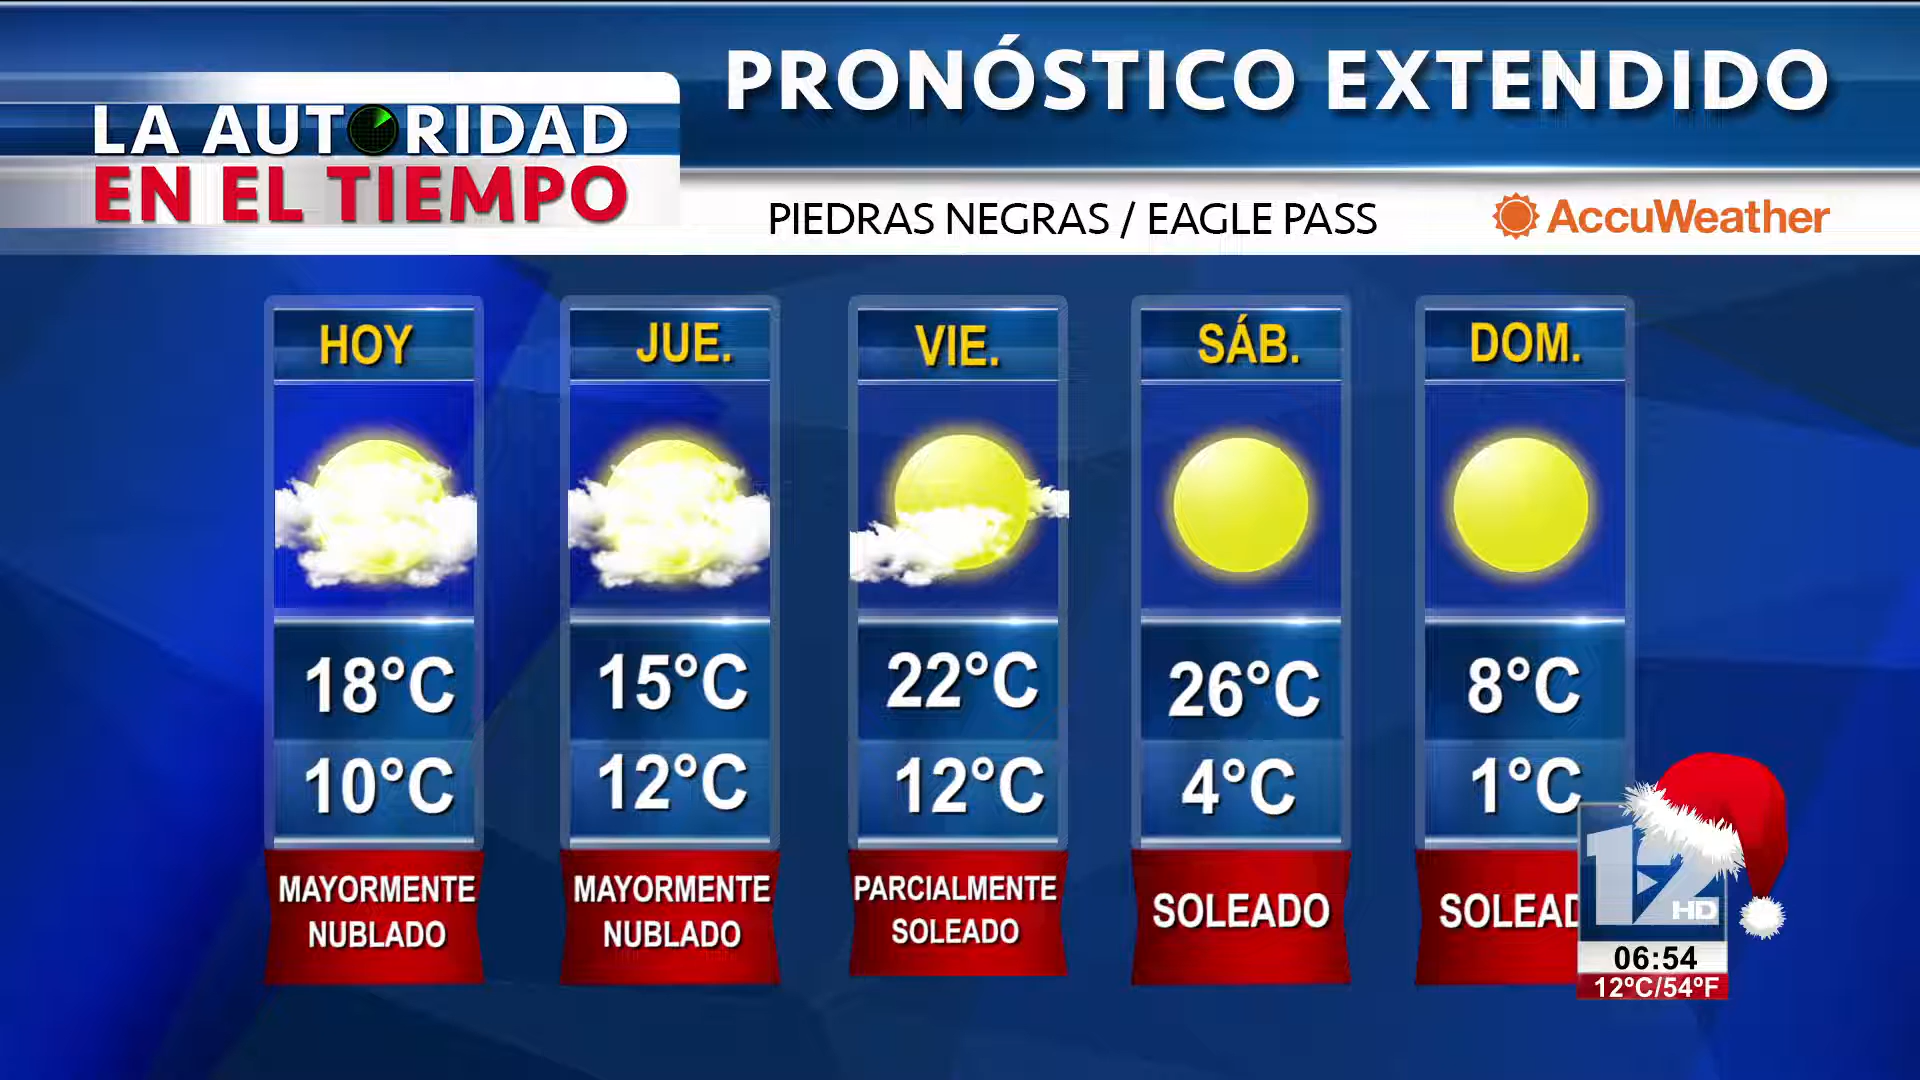 PRONÓSTICO EXTENDIDO
LA AUTORIDAD
EN EL TIEMPO
PIEDRAS NEGRAS / EAGLE PASS
AccuWeather
HOY
18°C
10°C
MAYORMENTE
NUBLADO
JUE.
15°C
12°C
MAYORMENTE
NUBLADO
VIE.
22°C
12°C
PARCIALMENTE
SOLEADO
SÁB.
26°C
4°C
SOLEADO
DOM.
8°C
1°C
SOLEAD
12
HD
06:54
12°C/54°F